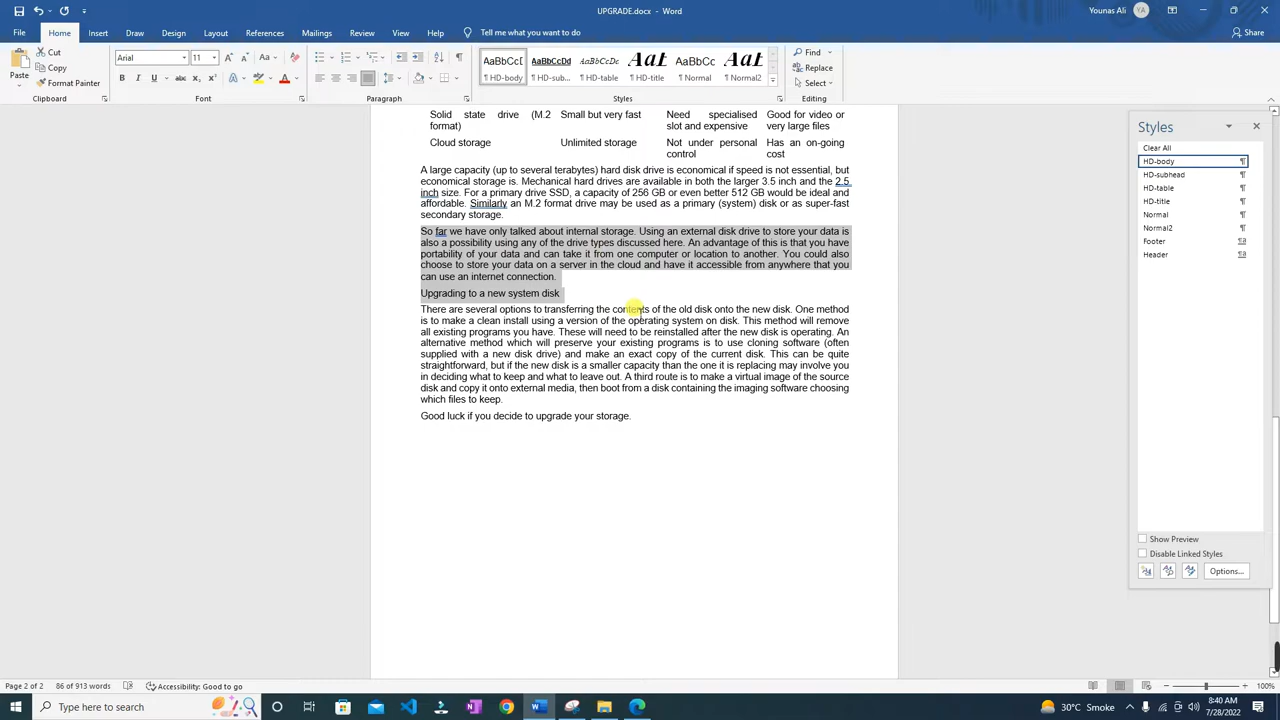 UPGRADE.docx - Word
Younas Ali
YA
File
Home
Insert
Draw
Design
Layout
References
Mailings
Review
View
Help
Tell me what you want to do
Share
Paste
Cut
Copy
Format Painter
Clipboard
Arial
11
Font
Paragraph
AaBbCcI
¶ HD-body
AaBbCcDd
¶ HD-sub...
AaBbCcDc
¶ HD-table
AaI
¶ HD-title
AaBbCc
¶ Normal
AaI
¶ Normal2
Styles
Find
Replace
Select
Editing
Solid state drive (M.2 format)
Small but very fast
Need specialised slot and expensive
Good for video or very large files
Cloud storage
Unlimited storage
Not under personal control
Has an on-going cost
A large capacity (up to several terabytes) hard disk drive is economical if speed is not essential, but
economical storage is. Mechanical hard drives are available in both the larger 3.5 inch and the 2.5
inch size. For a primary drive SSD, a capacity of 256 GB or even better 512 GB would be ideal and
affordable. Similarly an M.2 format drive may be used as a primary (system) disk or as super-fast
secondary storage.
So far we have only talked about internal storage. Using an external disk drive to store your data is
also a possibility using any of the drive types discussed here. An advantage of this is that you have
portability of your data and can take it from one computer or location to another. You could also
choose to store your data on a server in the cloud and have it accessible from anywhere that you
can use an internet connection.
Upgrading to a new system disk
There are several options to transferring the contents of the old disk onto the new disk. One method
is to make a clean install using a version of the operating system on disk. This method will remove
all existing programs you have. These will need to be reinstalled after the new disk is operating. An
alternative method which will preserve your existing programs is to use cloning software (often
supplied with a new disk drive) and make an exact copy of the current disk. This can be quite
straightforward, but if the new disk is a smaller capacity than the one it is replacing may involve you
in deciding what to keep and what to leave out. A third route is to make a virtual image of the source
disk and copy it onto external media, then boot from a disk containing the imaging software choosing
which files to keep.
Good luck if you decide to upgrade your storage.
Styles
Clear All
HD-body ¶
HD-subhead ¶
HD-table ¶
HD-title ¶
Normal ¶
Normal2 ¶
Footer ¶a
Header ¶a
Show Preview
Disable Linked Styles
Options...
Page 2 of 2
86 of 913 words
Accessibility: Good to go
100%
Type here to search
30°C Smoke
8:40 AM
7/28/2022